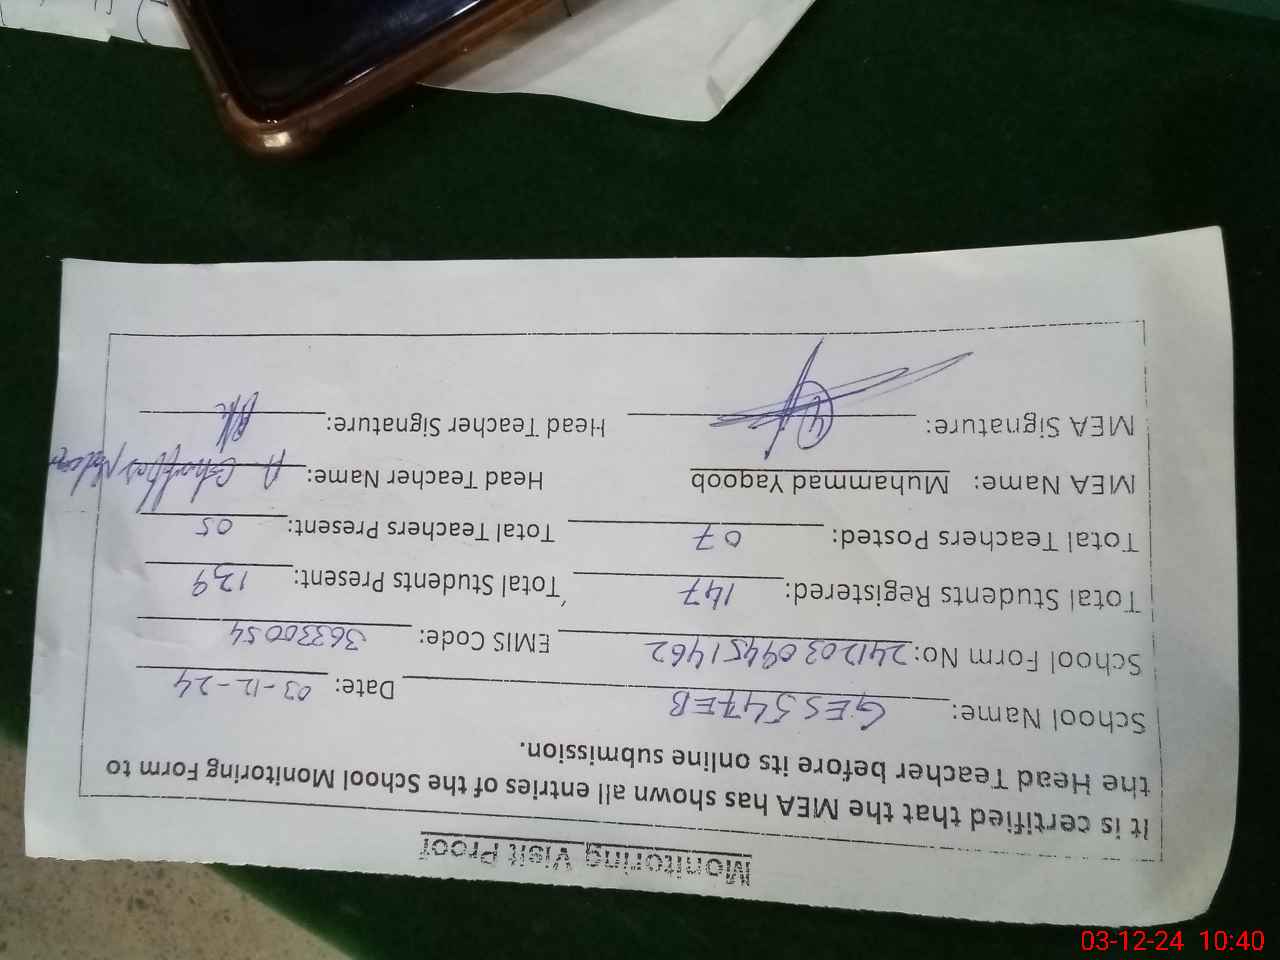 Monitoring Visit Proof
It is certified that the MEA has shown all entries of the School Monitoring Form to
the Head Teacher before its online submission.
School Name: GES 547EB Date: 03-12-24
School Form No: 24120309451462 EMIS Code: 36330054
Total Students Registered: 147 Total Students Present: 139
Total Teachers Posted: 07 Total Teachers Present: 05
MEA Name: Muhammad Yaqoob Head Teacher Name: A. Ghaffar
MEA Signature: Head Teacher Signature:
03-12-24 10:40